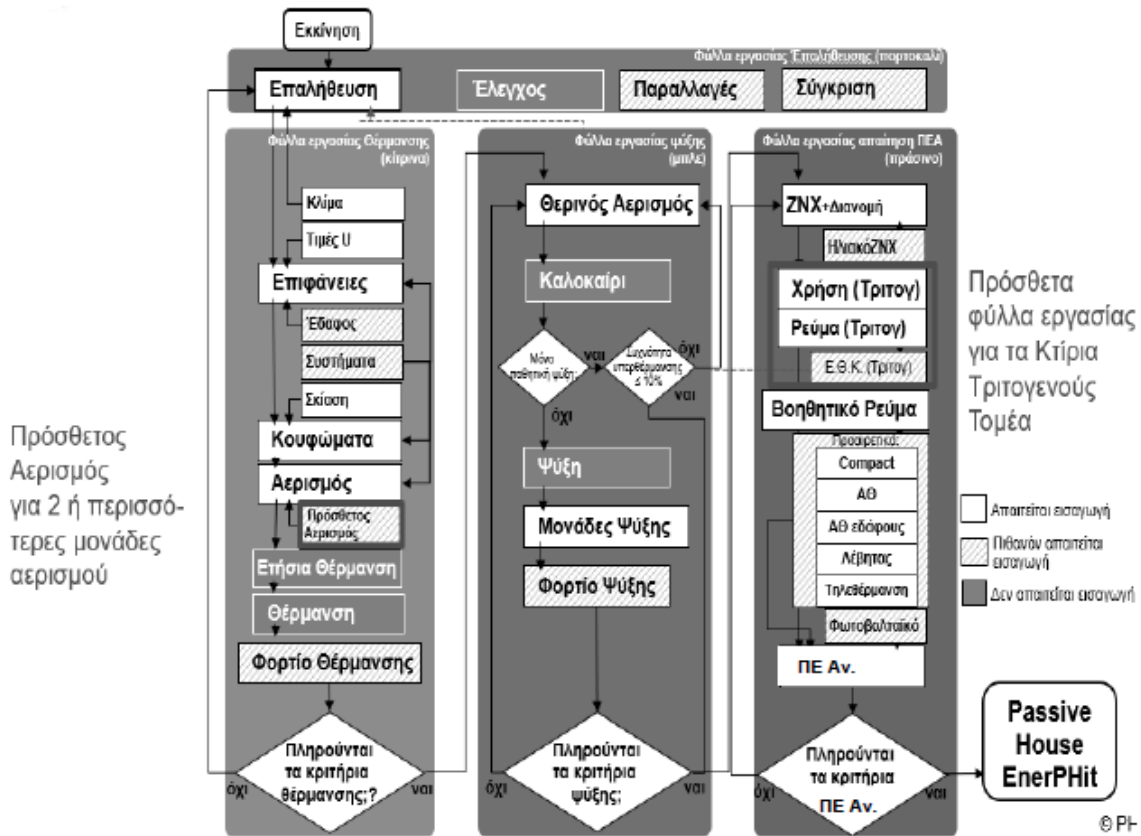 Εκκίνηση
Φύλλα εργασίας Έπαλήθευσης (πορτοκαλί)
Επαλήθευση
Έλεγχος
Παραλλαγές
Σύγκριση
Φύλλα εργασίας Θέρμανσης
(κίτρινα)
Κλίμα
Τιμές U
Επιφάνειες
Έδαφος
Συστήματα
Σκίαση
Κουφώματα
Αερισμός
Πρόσθετος
Αερισμός
Ετήσια Θέρμανση
Θέρμανση
Φορτίο Θέρμανσης
Πληρούνται
τα κριτήρια
θέρμανσης;?
όχι
ναι
Πρόσθετος
Αερισμός
για 2 ή περισσό-
τερες μονάδες
αερισμού
Φύλλα εργασίας ψύξης
(μπλε)
Θερινός Αερισμός
Καλοκαίρι
Μόνο
παθητική ψύξη;
ναι
Συχνότητα
υπερθέρμανσης
≤ 10%
όχι
ναι
όχι
Ψύξη
Μονάδες Ψύξης
Φορτίο Ψύξης
Πληρούνται
τα κριτήρια
ψύξης;
όχι
ναι
Φύλλα εργασίας απαίτηση ΠΕΑ
(πράσινο)
ΖΝΧ+Διανομή
ΗλιακόΖΝΧ
Χρήση (Τριτογ)
Ρεύμα (Τριτογ)
Ε.Θ.Κ. (Τριτογ)
Βοηθητικό Ρεύμα
Προαιρετικά:
Compact
ΑΘ
ΑΘ εδάφους
Λέβητας
Τηλεθέρμανση
Φωτοβολταϊκό
ΠΕ Αν.
Πληρούνται
τα κριτήρια
ΠΕ Αν.
όχι
ναι
Πρόσθετα
φύλλα εργασίας
για τα Κτίρια
Τριτογενούς
Τομέα
Απαιτείται εισαγωγή
Πιθανόν απαιτείται
εισαγωγή
Δεν απαιτείται εισαγωγή
Passive
House
EnerPHit
© PH